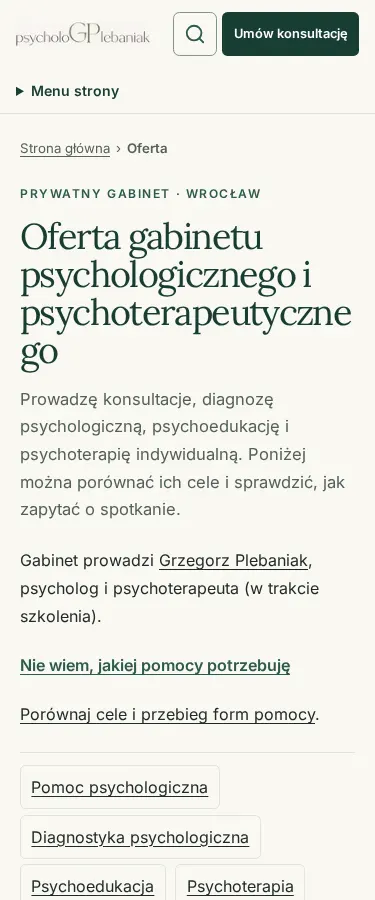 psycholoGPlebaniak
Umów konsultację
Menu strony
Strona główna › Oferta
PRYWATNY GABINET · WROCŁAW
Oferta gabinetu
psychologicznego i
psychoterapeutyczne
go
Prowadzę konsultacje, diagnozę
psychologiczną, psychoedukację i
psychoterapię indywidualną. Poniżej
można porównać ich cele i sprawdzić, jak
zapytać o spotkanie.
Gabinet prowadzi Grzegorz Plebaniak,
psycholog i psychoterapeuta (w trakcie
szkolenia).
Nie wiem, jakiej pomocy potrzebuję
Porównaj cele i przebieg form pomocy.
Pomoc psychologiczna
Diagnostyka psychologiczna
Psychoedukacja
Psychoterapia